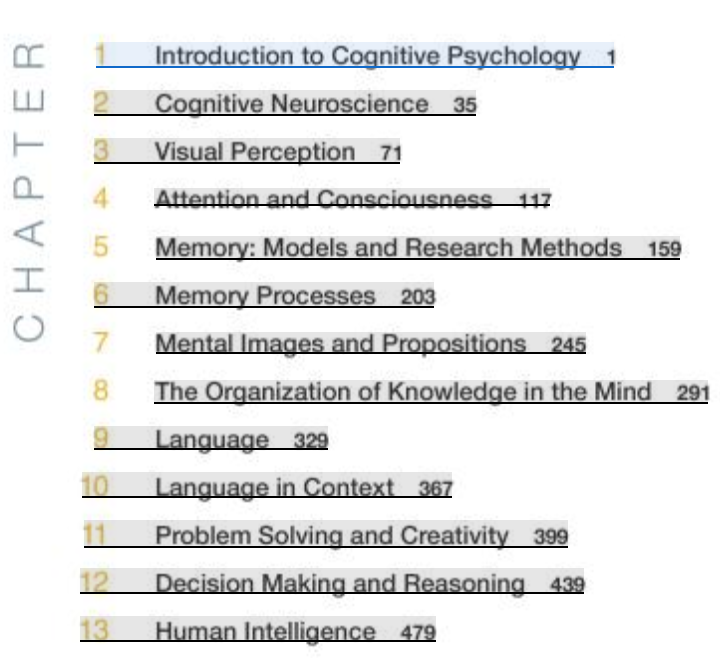 CHAPTER
1 Introduction to Cognitive Psychology 1
2 Cognitive Neuroscience 35
3 Visual Perception 71
4 Attention and Consciousness 117
5 Memory: Models and Research Methods 159
6 Memory Processes 203
7 Mental Images and Propositions 245
8 The Organization of Knowledge in the Mind 291
9 Language 329
10 Language in Context 367
11 Problem Solving and Creativity 399
12 Decision Making and Reasoning 439
13 Human Intelligence 479